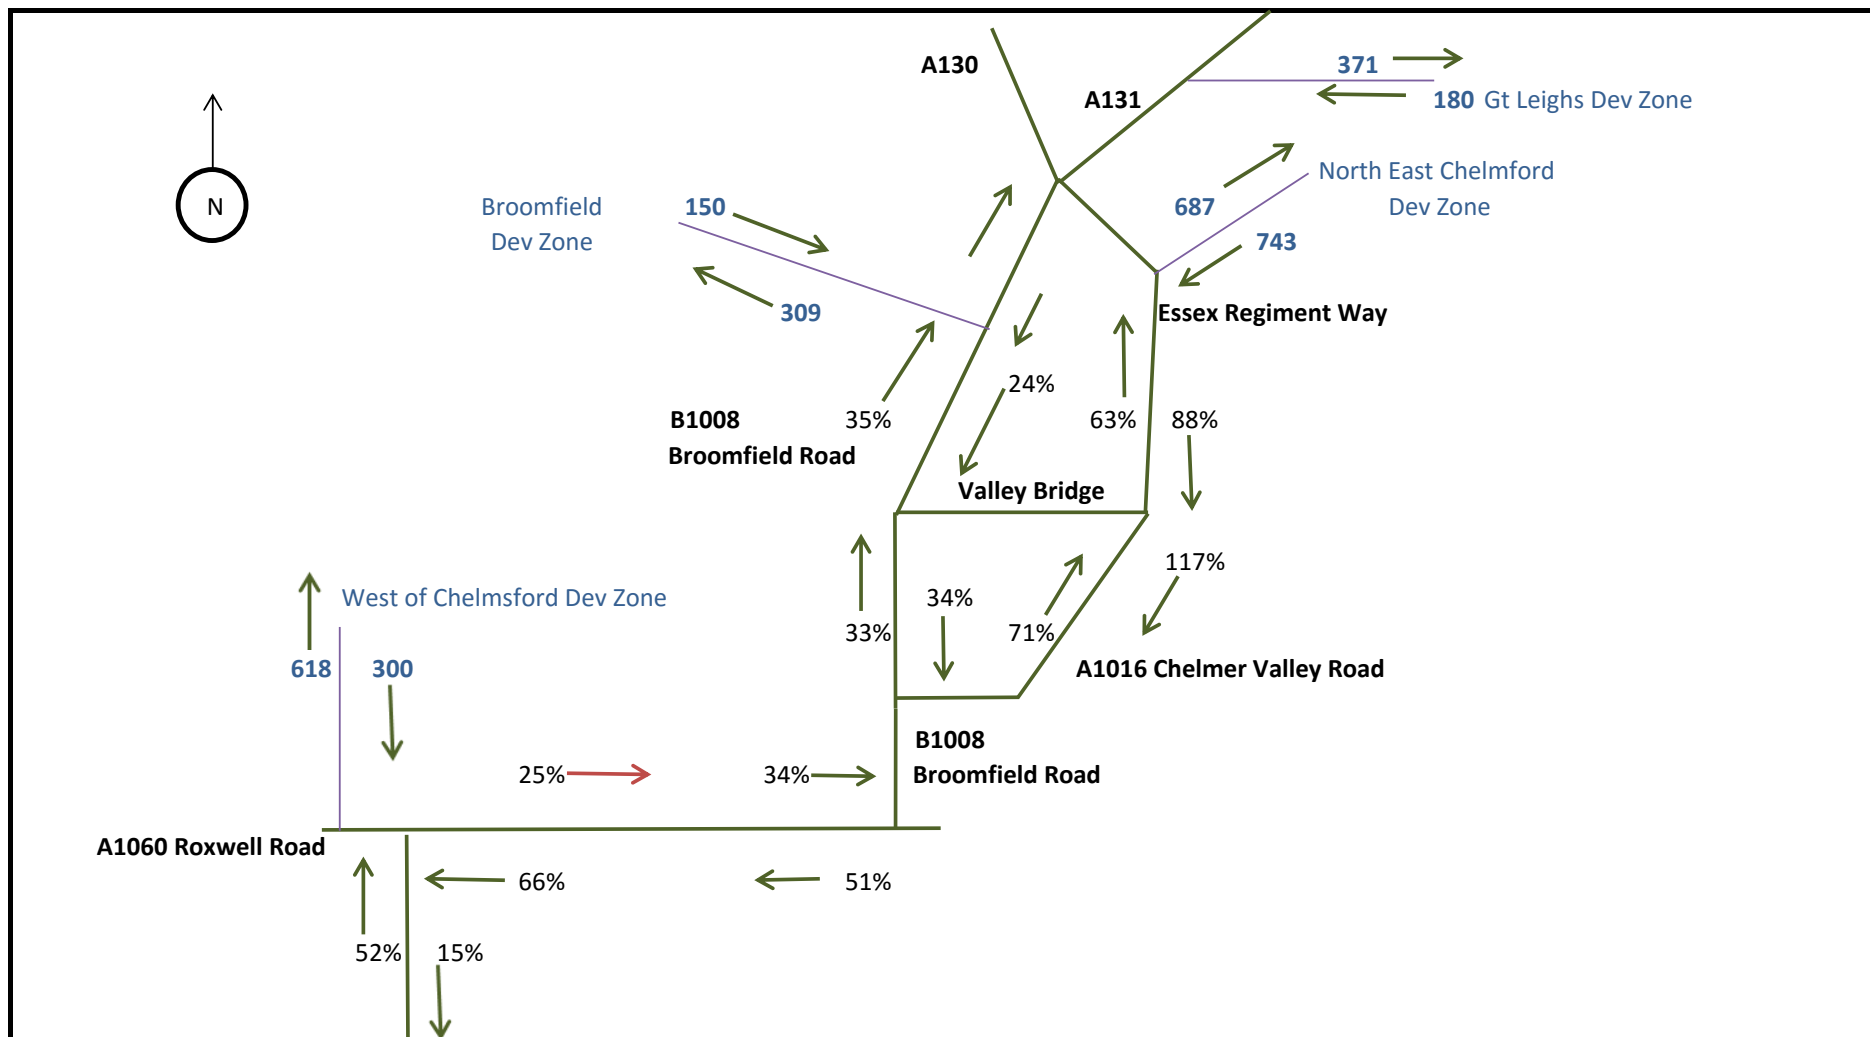 A130
371
A131
180 Gt Leighs Dev Zone
North East Chelmford
Dev Zone
Broomfield
Dev Zone
150
687
N
743
309
Essex Regiment Way
24%
B1008
Broomfield Road
35%
63%
88%
Valley Bridge
117%
West of Chelmsford Dev Zone
34%
33%
71%
618
300
A1016 Chelmer Valley Road
B1008
Broomfield Road
25%
34%
A1060 Roxwell Road
66%
51%
52%
15%